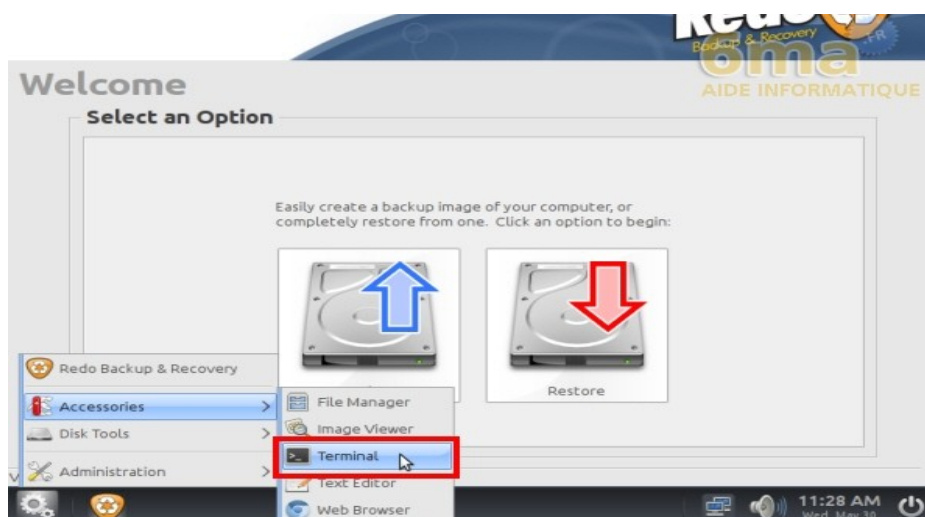 Redo
Backup & Recovery
.FR
6ma
AIDE INFORMATIQUE
Welcome
Select an Option
Easily create a backup image of your computer, or
completely restore from one. Click an option to begin:
Restore
Redo Backup & Recovery
Accessories
Disk Tools
Administration
File Manager
Image Viewer
Terminal
Text Editor
Web Browser
11:28 AM
Wed May 30